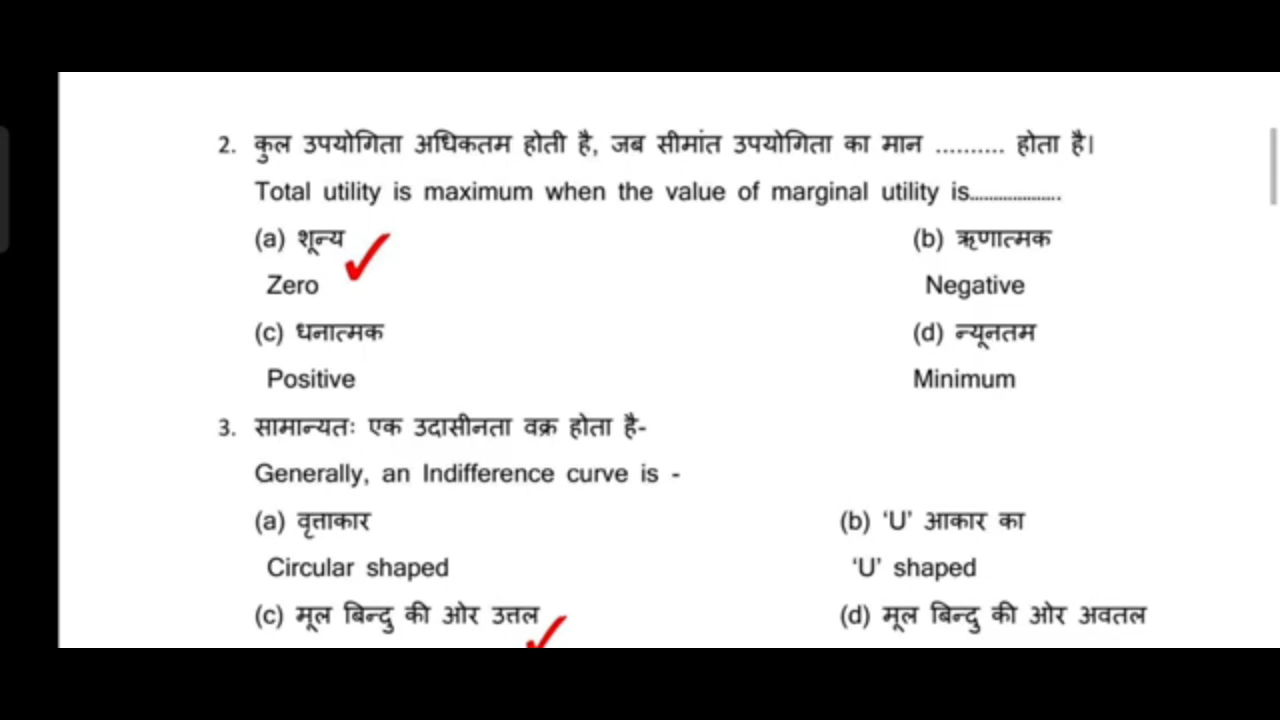 2. कुल उपयोगिता अधिकतम होती है, जब सीमांत उपयोगिता का मान .......... होता है।
Total utility is maximum when the value of marginal utility is.....................
(a) शून्य (b) ऋणात्मक
Zero Negative
(c) धनात्मक (d) न्यूनतम
Positive Minimum
3. सामान्यतः एक उदासीनता वक्र होता है-
Generally, an Indifference curve is -
(a) वृत्ताकार (b) ‘U’ आकार का
Circular shaped ‘U’ shaped
(c) मूल बिन्दु की ओर उत्तल (d) मूल बिन्दु की ओर अवतल